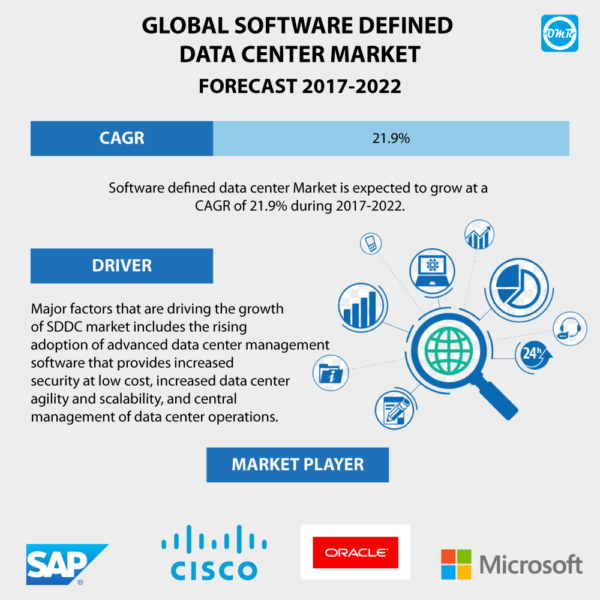 GLOBAL SOFTWARE DEFINED
DATA CENTER MARKET
FORECAST 2017-2022
OMR
CAGR
21.9%
Software defined data center Market is expected to grow at a
CAGR of 21.9% during 2017-2022.
DRIVER
Major factors that are driving the growth
of SDDC market includes the rising
adoption of advanced data center management
software that provides increased
security at low cost, increased data center
agility and scalability, and central
management of data center operations.
24h
MARKET PLAYER
SAP®
CISCO
ORACLE
Microsoft